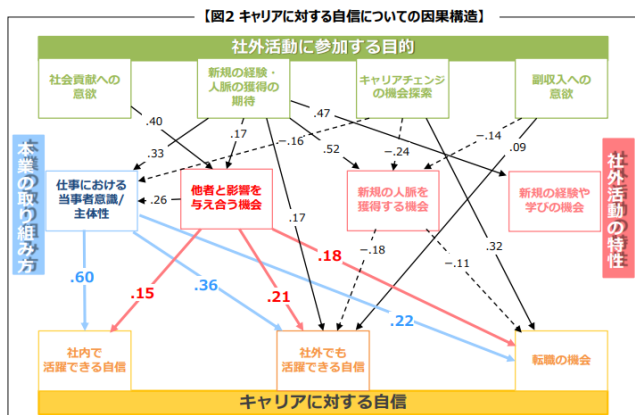 【図2 キャリアに対する自信についての因果構造】
社外活動に参加する目的
社会貢献への
意欲
新規の経験・
人脈の獲得の
期待
キャリアチェンジ
の機会探索
副収入への
意欲
.40
.33
.17
-.16
.52
-.24
.47
-.14
.09
本業の取り組み方
仕事における
当事者意識/
主体性
.26
他者と影響を
与え合う機会
新規の人脈を
獲得する機会
新規の経験や
学びの機会
社外活動の特性
.17
-.18
.18
-.11
.32
.60
.15
.36
.21
.22
社内で
活躍できる自信
社外でも
活躍できる自信
転職の機会
キャリアに対する自信